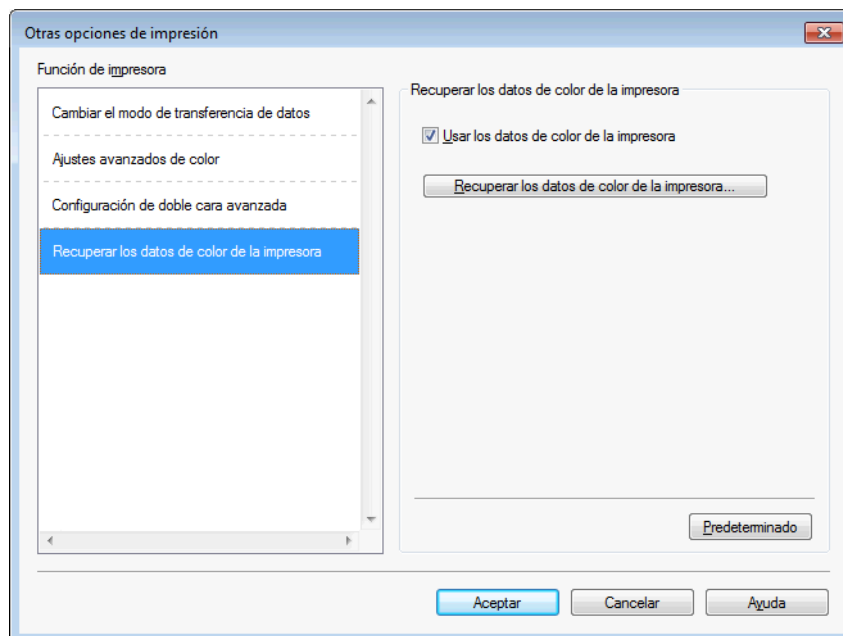 Otras opciones de impresión
Función de impresora
Cambiar el modo de transferencia de datos
Ajustes avanzados de color
Configuración de doble cara avanzada
Recuperar los datos de color de la impresora
Recuperar los datos de color de la impresora
Usar los datos de color de la impresora
Recuperar los datos de color de la impresora...
Predeterminado
Aceptar
Cancelar
Ayuda